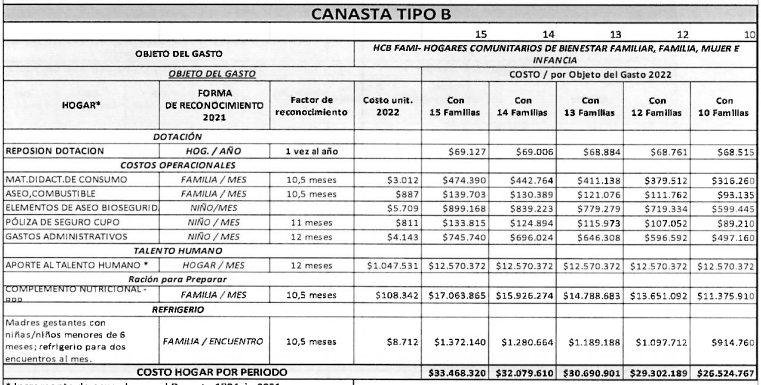 CANASTA TIPO B
15 14 13 12 10
OBJETO DEL GASTO HCB FAMI- HOGARES COMUNITARIOS DE BIENESTAR FAMILIAR, FAMILIA, MUJER E INFANCIA
OBJETO DEL GASTO COSTO / por Objeto del Gasto 2022
HOGAR* FORMA DE RECONOCIMIENTO 2021 Factor de reconocimiento Costo unit. 2022 Con 15 Familias Con 14 Familias Con 13 Familias Con 12 Familias Con 10 Familias
DOTACIÓN
REPOSION DOTACION HOG. / AÑO 1 vez al año $69.127 $69.006 $68.884 $68.761 $68.515
COSTOS OPERACIONALES
MAT.DIDACT.DE CONSUMO FAMILIA / MES 10,5 meses $3.012 $474.390 $442.764 $411.138 $379.512 $316.260
ASEO,COMBUSTIBLE FAMILIA / MES 10,5 meses $887 $139.703 $130.389 $121.076 $111.762 $93.135
ELEMENTOS DE ASEO BIOSEGURID. NIÑO/MES $5.709 $899.168 $839.223 $779.279 $719.334 $599.445
PÓLIZA DE SEGURO CUPO NIÑO / MES 11 meses $811 $133.815 $124.894 $115.973 $107.052 $89.210
GASTOS ADMINISTRATIVOS NIÑO / MES 12 meses $4.143 $745.740 $696.024 $646.308 $596.592 $497.160
TALENTO HUMANO
APORTE AL TALENTO HUMANO * HOGAR / MES 12 meses $1.047.531 $12.570.372 $12.570.372 $12.570.372 $12.570.372 $12.570.372
Ración para Preparar
COMPLEMENTO NUTRICIONAL - FAMILIA / MES 10,5 meses $108.342 $17.063.865 $15.926.274 $14.788.683 $13.651.092 $11.375.910
REFRIGERIO
Madres gestantes con
niñas/niños menores de 6
meses; refrigerio para dos
encuentros al mes. FAMILIA / ENCUENTRO 10,5 meses $8.712 $1.372.140 $1.280.664 $1.189.188 $1.097.712 $914.760
COSTO HOGAR POR PERIODO $33.468.320 $32.079.610 $30.690.901 $29.302.189 $26.524.767